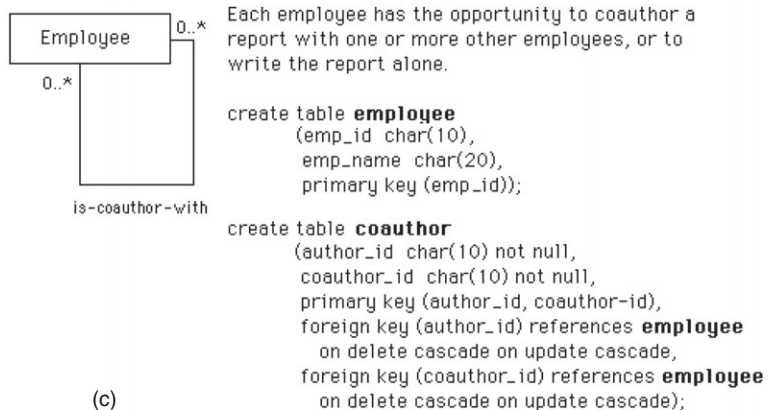 Employee
0..*
0..*
is-coauthor-with
(c)
Each employee has the opportunity to coauthor a
report with one or more other employees, or to
write the report alone.
create table employee
(emp_id char(10),
emp_name char(20),
primary key (emp_id));
create table coauthor
(author_id char(10) not null,
coauthor_id char(10) not null,
primary key (author_id, coauthor-id),
foreign key (author_id) references employee
on delete cascade on update cascade,
foreign key (coauthor_id) references employee
on delete cascade on update cascade);